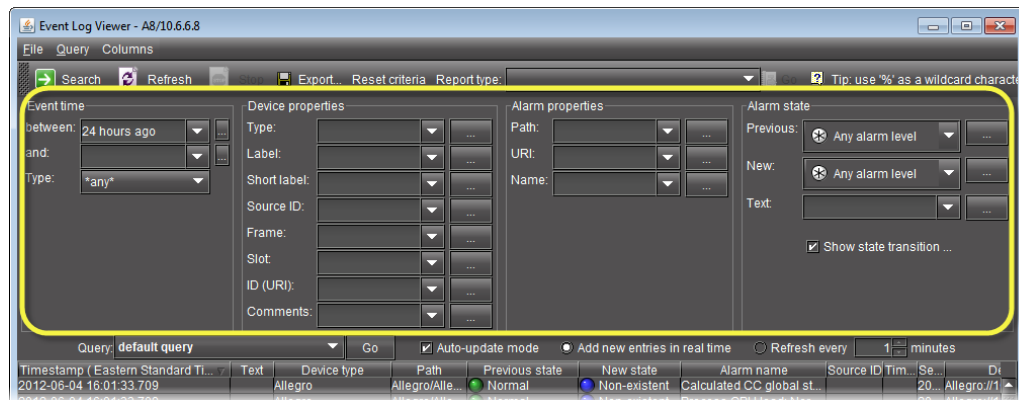 Event Log Viewer - A8/10.6.6.8
File Query Columns
Search Refresh Stop Export... Reset criteria Report type: Go Tip: use '%' as a wildcard characte
Event time Device properties Alarm properties Alarm state
between: 24 hours ago ... Type: ... Path: ... Previous: Any alarm level ...
and: ... Label: ... URI: ... New: Any alarm level ...
Type: *any* Short label: ... Name: ... Text: ...
Source ID: ...
Frame: ... Show state transition ...
Slot: ...
ID (URI): ...
Comments: ...
Query: default query Go Auto-update mode Add new entries in real time Refresh every 1 minutes
Timestamp ( Eastern Standard Ti... Text Device type Path Previous state New state Alarm name Source ID Tim... Se... De
2012-06-04 16:01:33.709 Allegro Allegro/Alle... Normal Non-existent Calculated CC global st... 20... Allegro://1